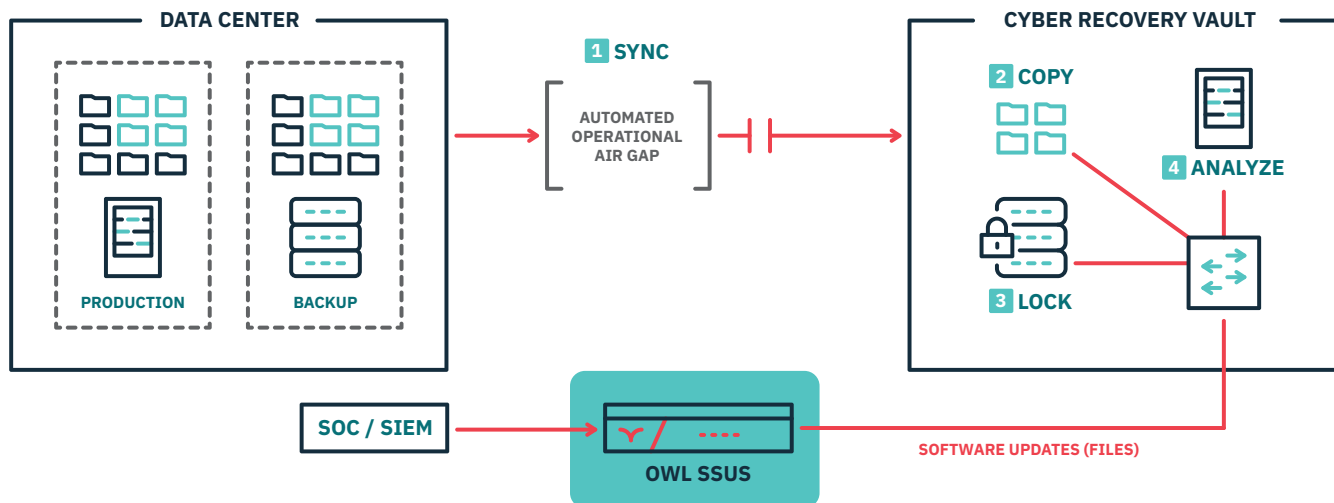 DATA CENTER
PRODUCTION
BACKUP
1 SYNC
AUTOMATED
OPERATIONAL
AIR GAP
CYBER RECOVERY VAULT
2 COPY
4 ANALYZE
3 LOCK
SOC / SIEM
OWL SSUS
SOFTWARE UPDATES (FILES)